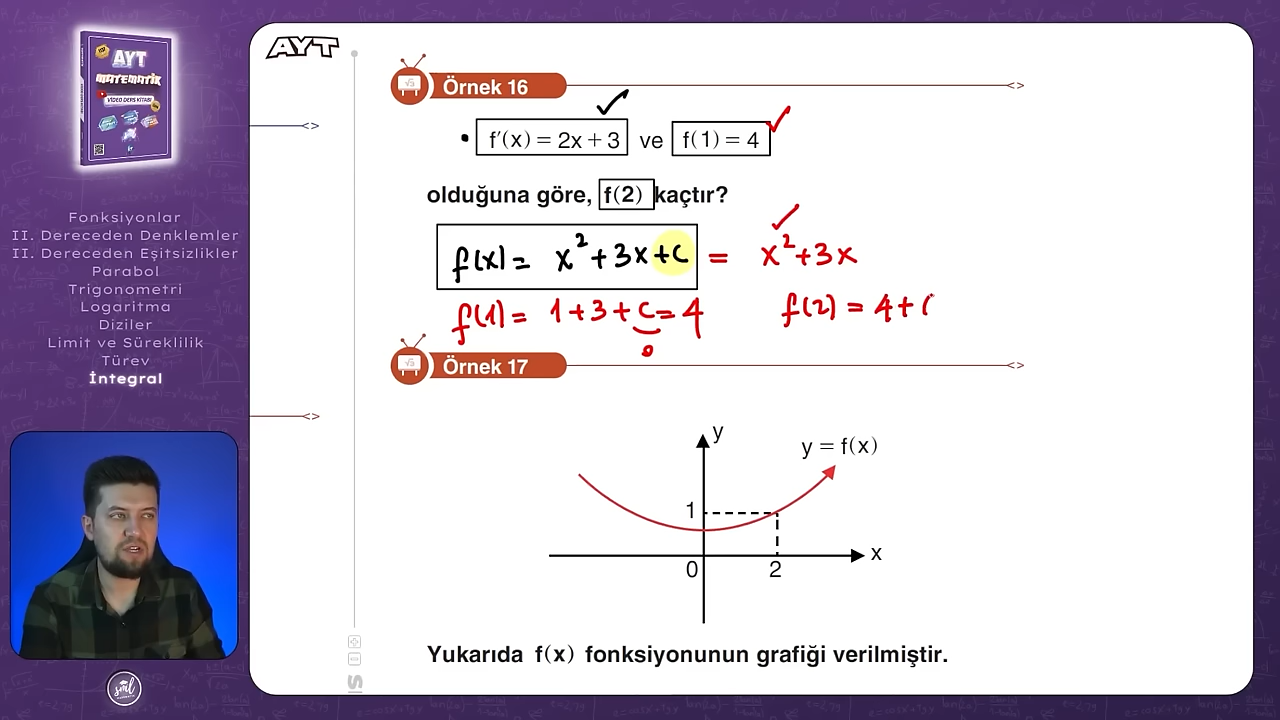 AYT
MATEMATİK
VİDEO DERS KİTABI
Fonksiyonlar
II. Dereceden Denklemler
II. Dereceden Eşitsizlikler
Parabol
Trigonometri
Logaritma
Diziler
Limit ve Süreklilik
Türev
İntegral
sml
AYT
Örnek 16
• f′(x) = 2x + 3 ve f(1) = 4
olduğuna göre, f(2) kaçtır?
f(x) = x² + 3x + c = x² + 3x
f(1) = 1 + 3 + c = 4
0
f(2) = 4 +
Örnek 17
y
y = f(x)
1
x
0
2
Yukarıda f(x) fonksiyonunun grafiği verilmiştir.